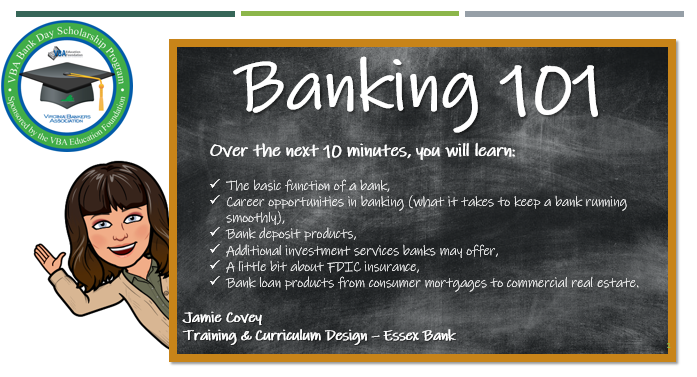 VBA Bank Day Scholarship Program
Education
Foundation
VIRGINIA BANKERS
ASSOCIATION
Sponsored by the VBA Education Foundation
Banking 101
Over the next 10 minutes, you will learn:
✓ The basic function of a bank,
✓ Career opportunities in banking (what it takes to keep a bank running
smoothly),
✓ Bank deposit products,
✓ Additional investment services banks may offer,
✓ A little bit about FDIC insurance,
✓ Bank loan products from consumer mortgages to commercial real estate.
Jamie Covey
Training & Curriculum Design – Essex Bank